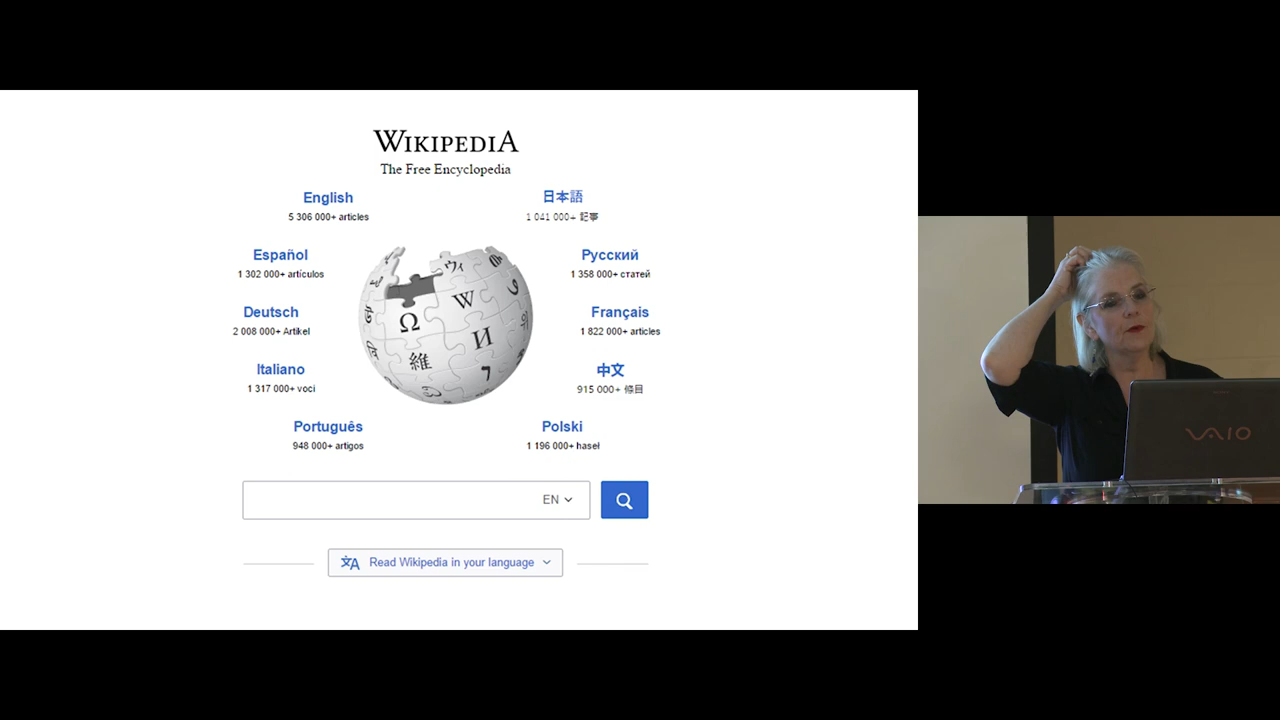 WIKIPEDIA
The Free Encyclopedia
English
5 306 000+ articles
日本語
1 041 000+ 記事
Español
1 302 000+ artículos
Русский
1 358 000+ статей
Deutsch
2 008 000+ Artikel
Français
1 822 000+ articles
Italiano
1 317 000+ voci
中文
915 000+ 條目
Português
948 000+ artigos
Polski
1 196 000+ haseł
Ω
W
И
維
ウィ
EN
Read Wikipedia in your language
VAIO